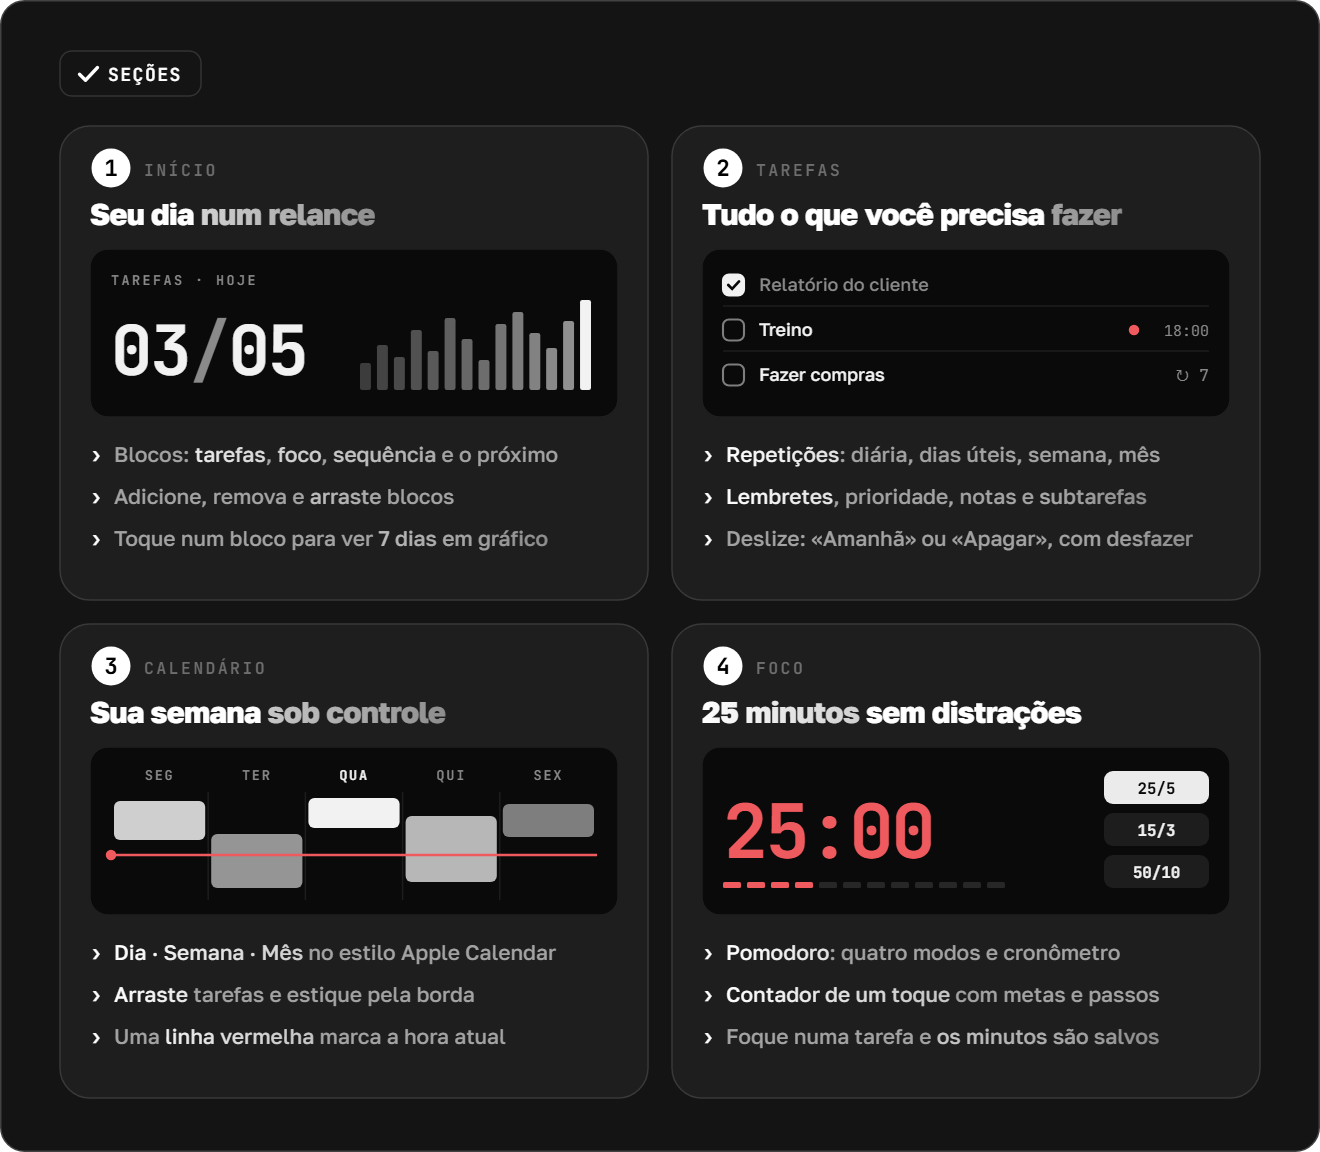 SEÇÕES
1 INÍCIO
Seu dia num relance
TAREFAS · HOJE
03/05
› Blocos: tarefas, foco, sequência e o próximo
› Adicione, remova e arraste blocos
› Toque num bloco para ver 7 dias em gráfico
2 TAREFAS
Tudo o que você precisa fazer
Relatório do cliente
Treino 18:00
Fazer compras ↻ 7
› Repetições: diária, dias úteis, semana, mês
› Lembretes, prioridade, notas e subtarefas
› Deslize: «Amanhã» ou «Apagar», com desfazer
3 CALENDÁRIO
Sua semana sob controle
SEG TER QUA QUI SEX
› Dia · Semana · Mês no estilo Apple Calendar
› Arraste tarefas e estique pela borda
› Uma linha vermelha marca a hora atual
4 FOCO
25 minutos sem distrações
25:00
25/5
15/3
50/10
› Pomodoro: quatro modos e cronômetro
› Contador de um toque com metas e passos
› Foque numa tarefa e os minutos são salvos